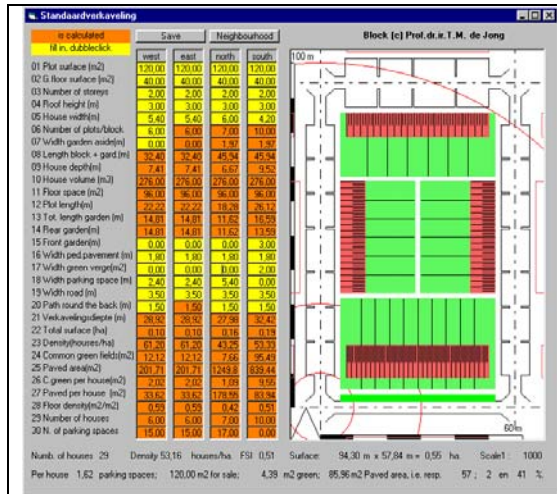 Standaardverkaveling
is calculated
fill in, dubbleclick
Save
Neighbourhood
Block (c) Prof.dr.ir.T.M. de Jong
west east north south
100 m
01 Plot surface (m2) 120,00 120,00 120,00 120,00
02 G.floor surface (m2) 40,00 40,00 40,00 40,00
03 Number of storeys 2,00 2,00 2,00 2,00
04 Roof height (m) 3,00 3,00 3,00 3,00
05 House width(m) 5,40 5,40 6,00 4,20
06 Number of plots/block 6,00 6,00 7,00 10,00
07 Width garden aside(m) 0,00 0,00 1,97 1,97
08 Length block + gard.(m) 32,40 32,40 45,94 45,94
09 House depth(m) 7,41 7,41 6,67 9,52
10 House volume (m3) 276,00 276,00 276,00 276,00
11 Floor space (m2) 96,00 96,00 96,00 96,00
12 Plot length(m) 22,22 22,22 18,28 26,12
13 Tot. length garden (m) 14,81 14,81 11,62 16,59
14 Rear garden(m) 14,81 14,81 11,62 13,59
15 Front garden(m) 0,00 0,00 0,00 3,00
16 Width ped.pavement (m) 1,80 1,80 1,80 1,80
17 Width green verge(m2) 0,00 0,00 0,00 2,00
18 Width parking space (m) 2,40 2,40 5,40 0,00
19 Width road (m) 3,50 3,50 3,50 3,50
20 Path round the back (m) 1,50 1,50 1,50 1,50
21 Verkavelingsdiepte (m) 28,92 28,92 27,98 32,42
22 Total surface (ha) 0,10 0,10 0,16 0,19
23 Density(houses/ha) 61,20 61,20 43,25 53,33
24 Common green fields(m2) 12,12 12,12 7,66 95,49
25 Paved area(m2) 201,71 201,71 1249,8 839,44
26 C.green per house(m2) 2,02 2,02 1,09 9,55
27 Paved per house (m2) 33,62 33,62 178,55 83,94
28 Floor density(m2/m2) 0,59 0,59 0,42 0,51
29 Number of houses 6,00 6,00 7,00 10,00
30 N. of parking spaces 15,00 15,00 17,00 0,00
60 m
Numb. of houses 29 Density 53,16 houses/ha. FSI 0,51 Surface: 94,30 m x 57,84 m = 0,55 ha. Scale1 : 1000
Per house 1,62 parking spaces; 120,00 m2 for sale; 4,39 m2 green; 85,96 m2 Paved area, i.e. resp. 57 ; 2 en 41 %